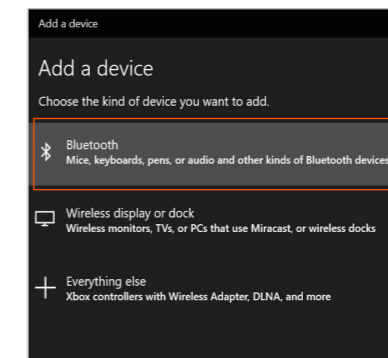 Add a device
Add a device
Choose the kind of device you want to add.
Bluetooth
Mice, keyboards, pens, or audio and other kinds of Bluetooth devices
Wireless display or dock
Wireless monitors, TVs, or PCs that use Miracast, or wireless docks
Everything else
Xbox controllers with Wireless Adapter, DLNA, and more